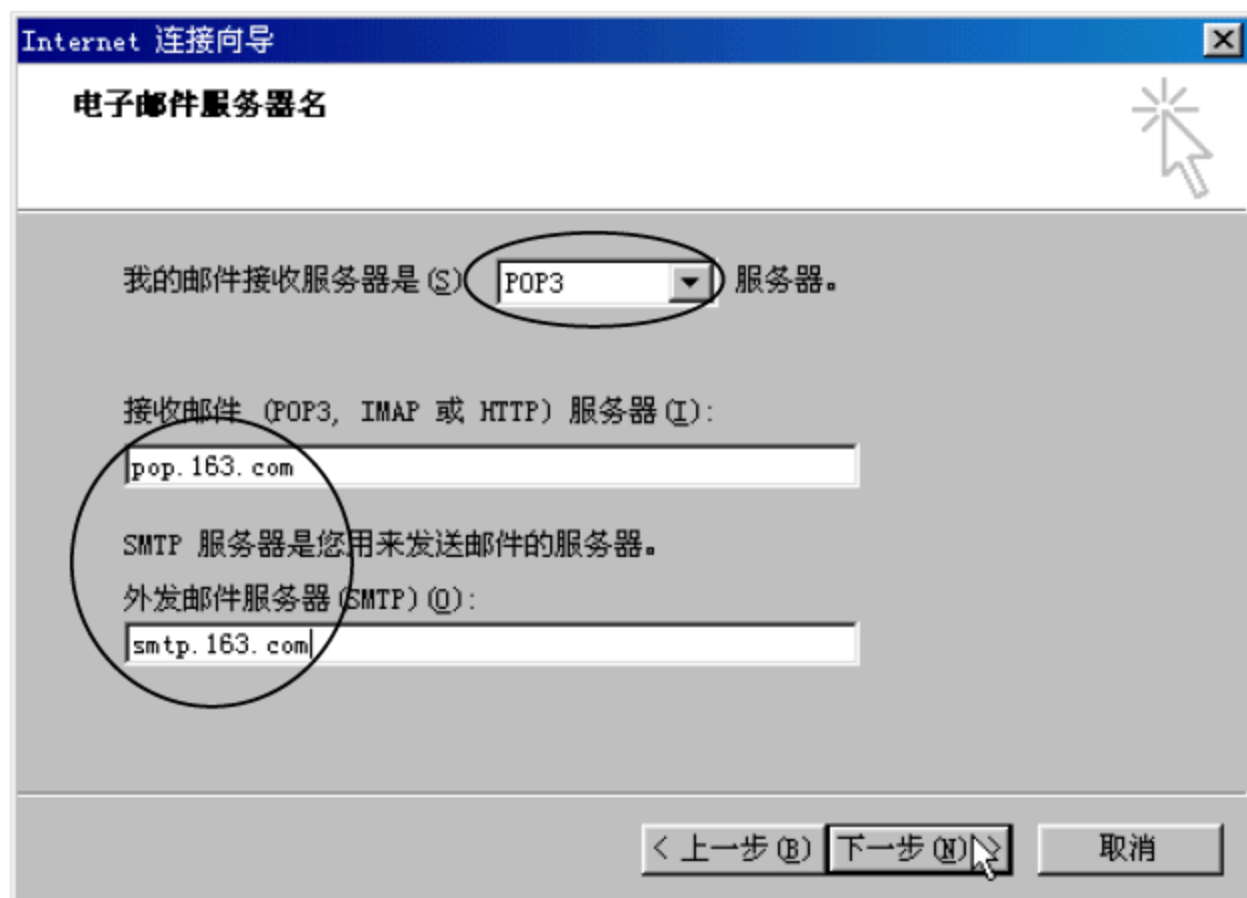 Internet 连接向导
电子邮件服务器名
我的邮件接收服务器是(S) POP3 服务器。
接收邮件 (POP3, IMAP 或 HTTP) 服务器(I):
pop.163.com
SMTP 服务器是您用来发送邮件的服务器。
外发邮件服务器(SMTP)(O):
smtp.163.com
< 上一步(B) 下一步(N) > 取消